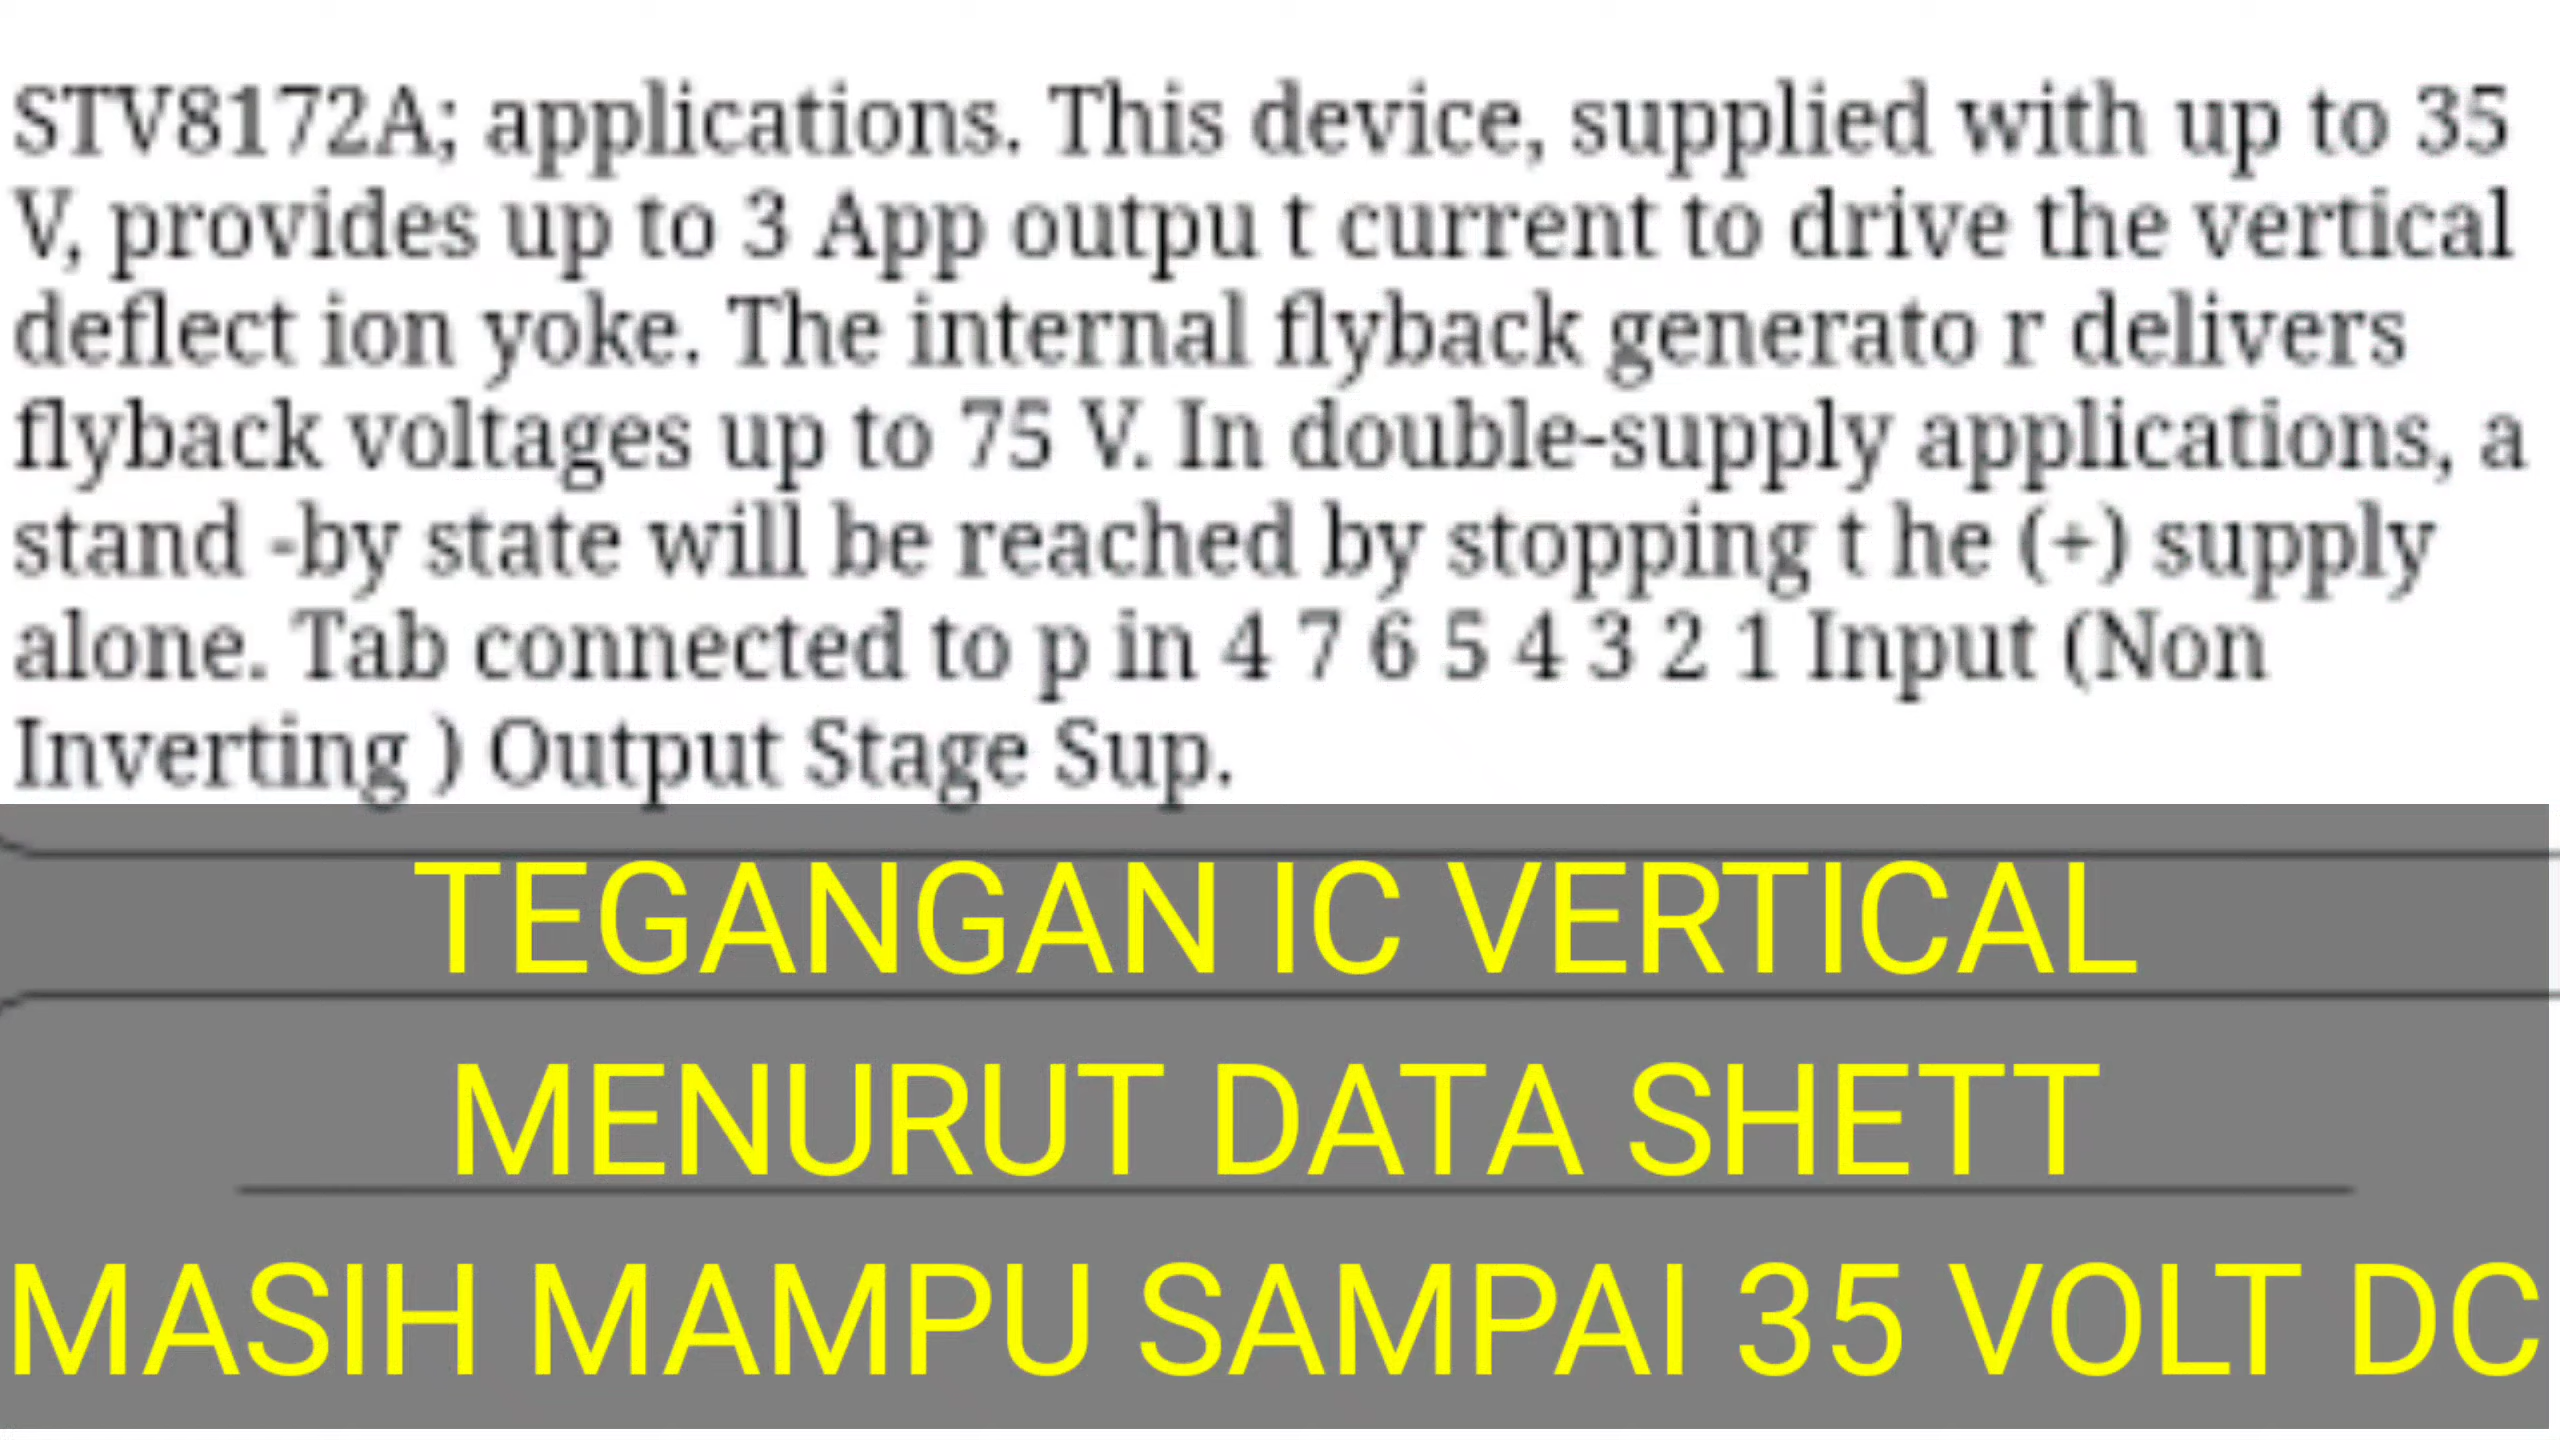 STV8172A; applications. This device, supplied with up to 35
V, provides up to 3 App outpu t current to drive the vertical
deflect ion yoke. The internal flyback generato r delivers
flyback voltages up to 75 V. In double-supply applications, a
stand -by state will be reached by stopping t he (+) supply
alone. Tab connected to p in 4 7 6 5 4 3 2 1 Input (Non
Inverting ) Output Stage Sup.
TEGANGAN IC VERTICAL
MENURUT DATA SHETT
MASIH MAMPU SAMPAI 35 VOLT DC